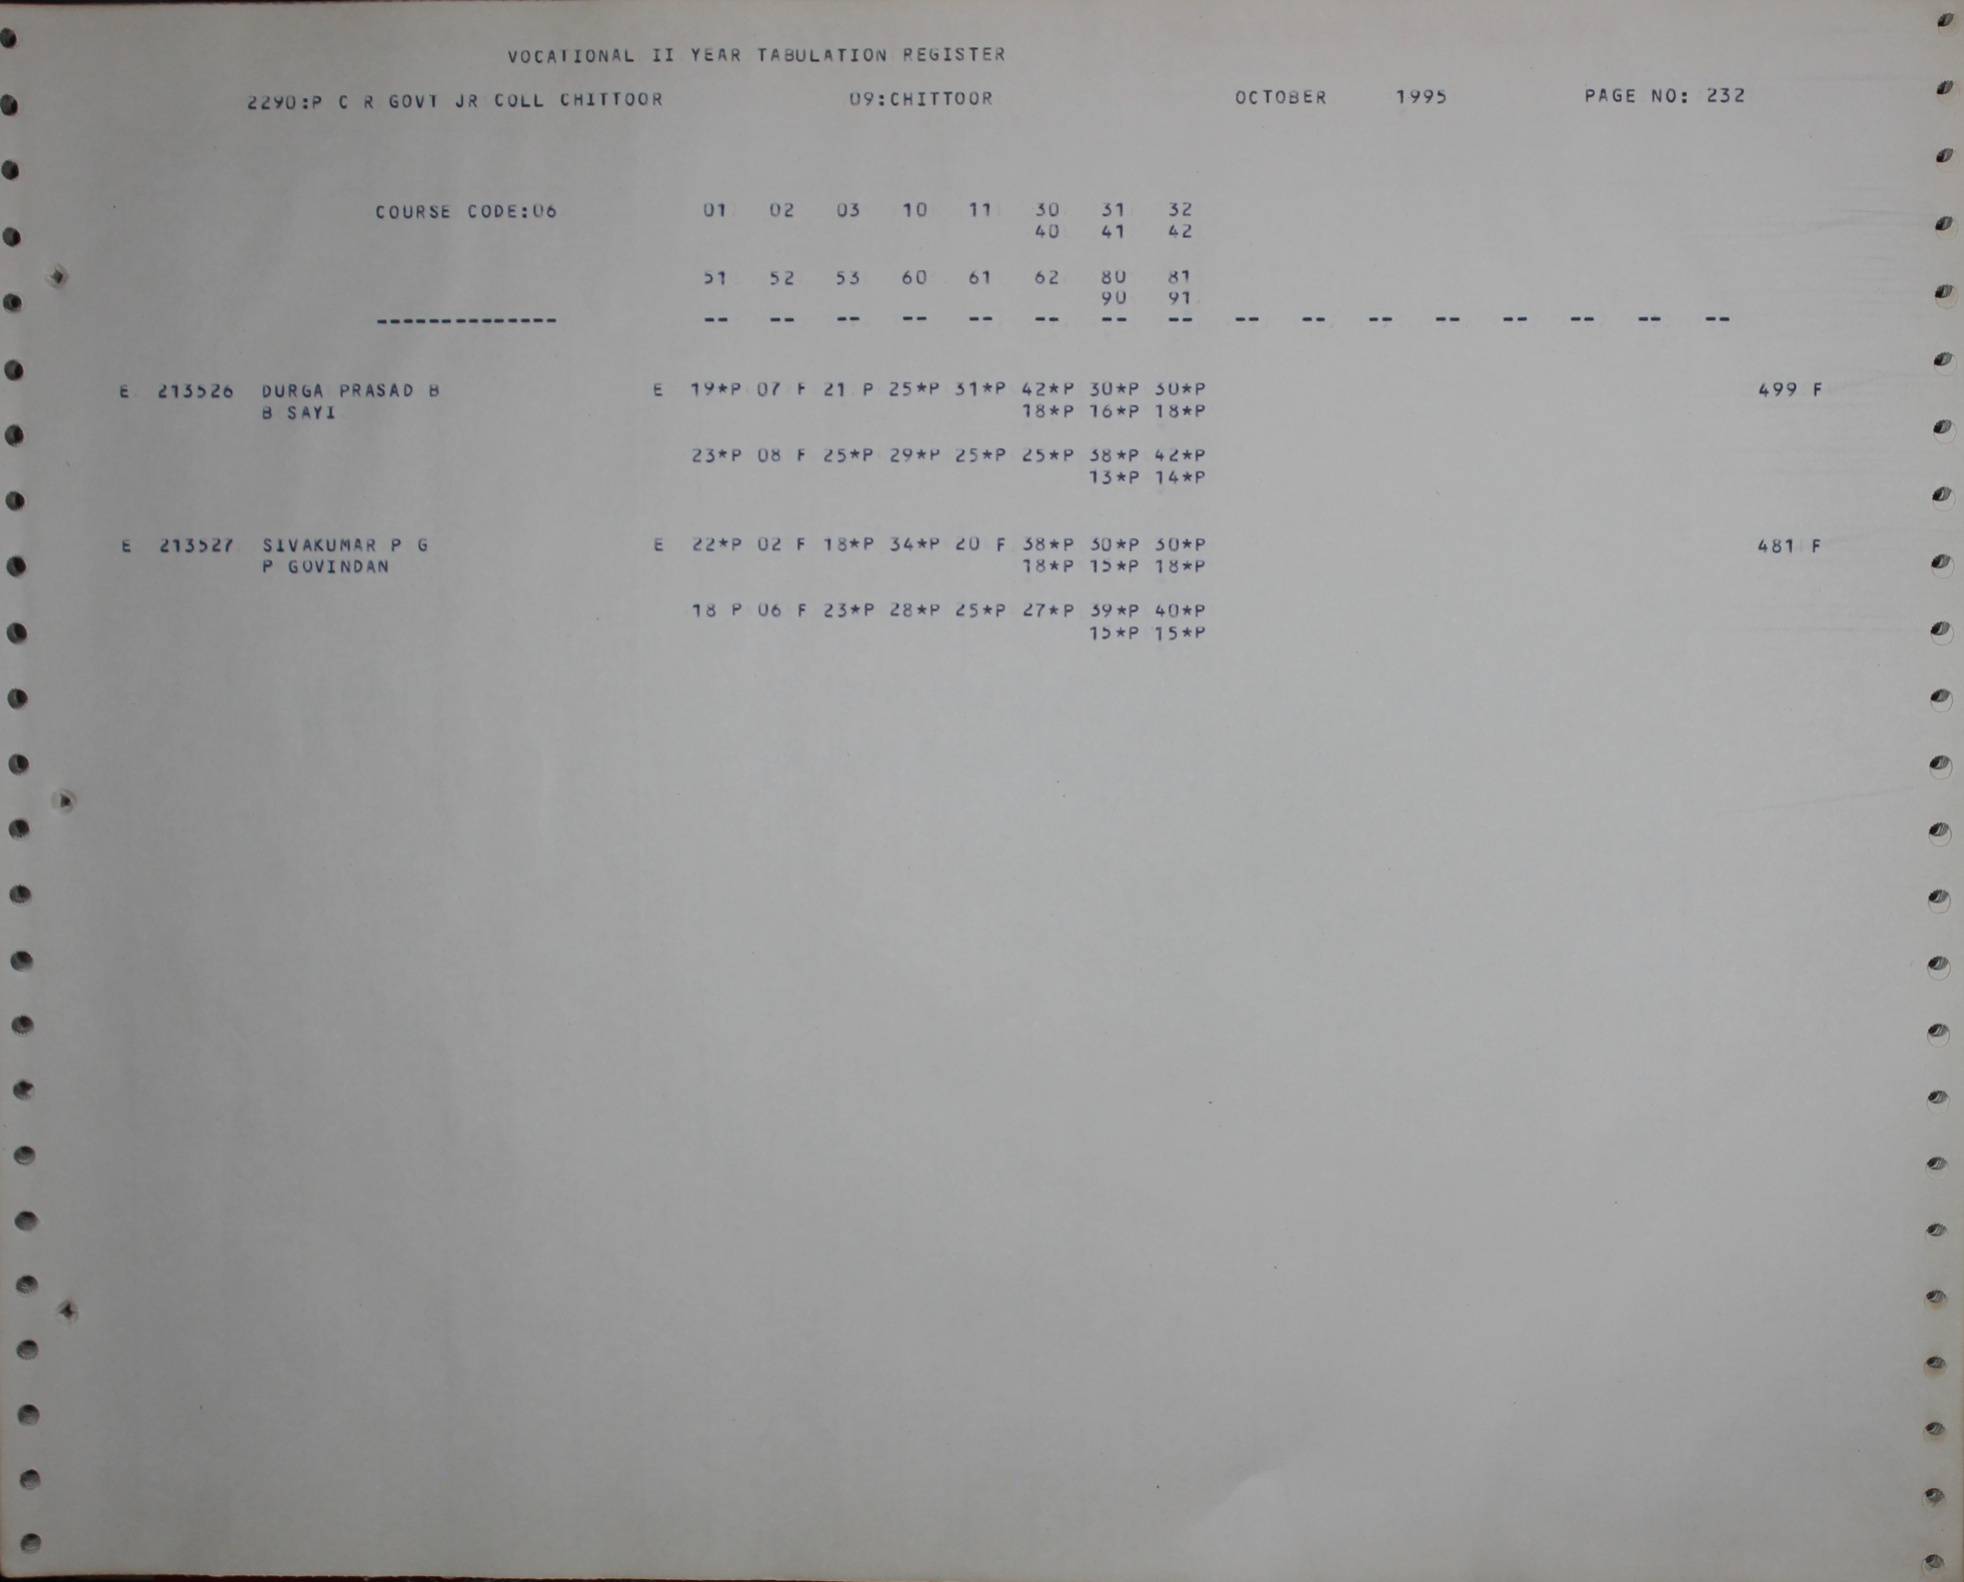 VOCATIONAL II YEAR TABULATION REGISTER
2290:P C R GOVT JR COLL CHITTOOR 09:CHITTOOR OCTOBER 1995 PAGE NO: 232
COURSE CODE:06 01 02 03 10 11 30 31 32
40 41 42
51 52 53 60 61 62 80 81
90 91
-------------- -- -- -- -- -- -- -- -- -- -- -- -- -- -- -- --
E 213526 DURGA PRASAD B E 19*P 07 F 21 P 25*P 31*P 42*P 30*P 30*P 499 F
B SAYI 18*P 16*P 18*P
23*P 08 F 25*P 29*P 25*P 25*P 38*P 42*P
13*P 14*P
E 213527 SIVAKUMAR P G E 22*P 02 F 18*P 34*P 20 F 38*P 30*P 30*P 481 F
P GOVINDAN 18*P 15*P 18*P
18 P 06 F 23*P 28*P 25*P 27*P 39*P 40*P
15*P 15*P